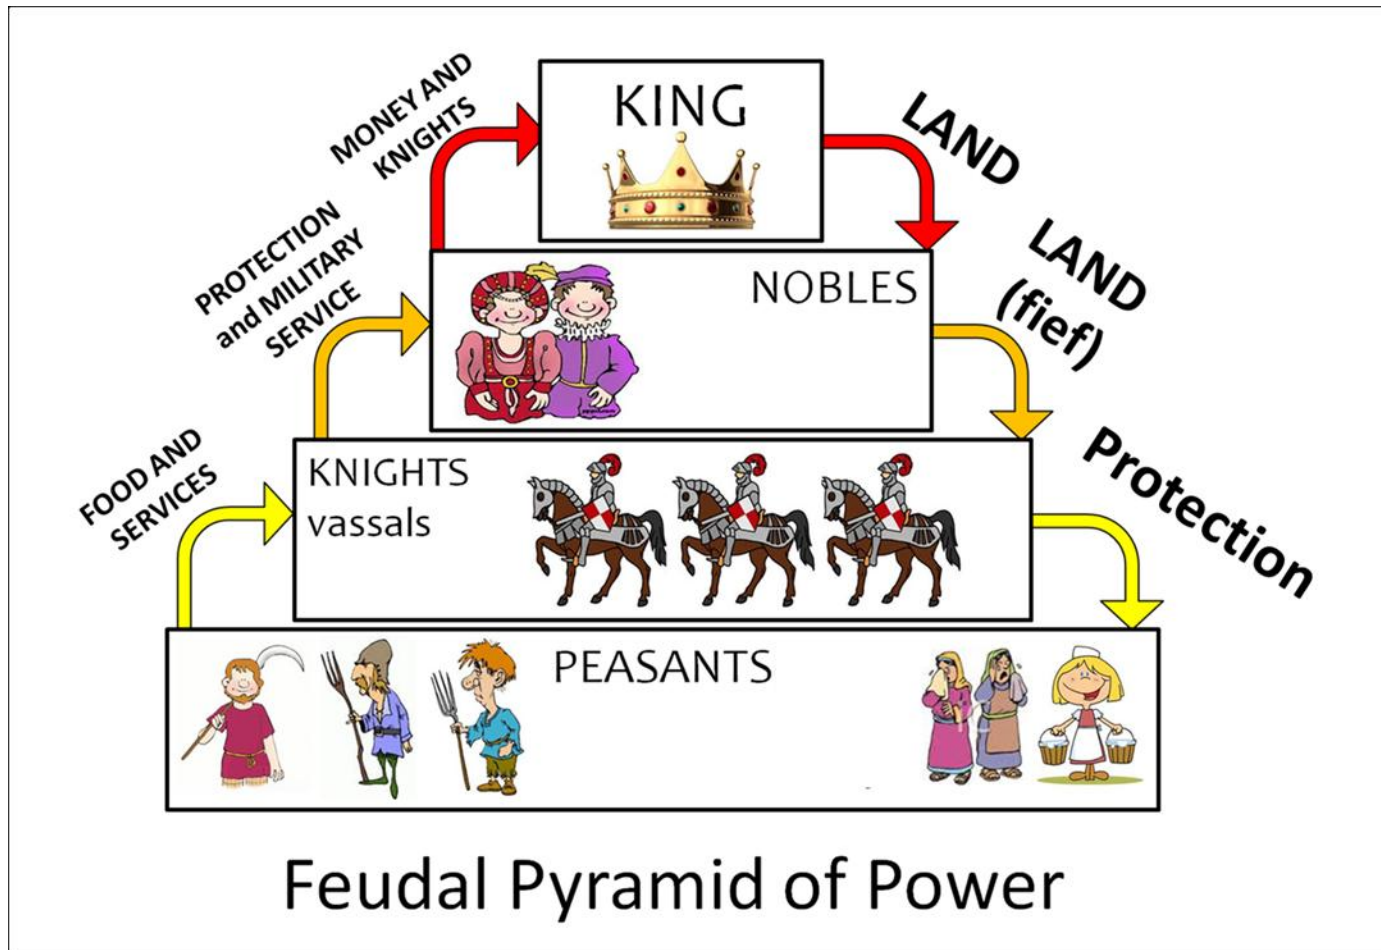 MONEY AND
KNIGHTS
KING
LAND
PROTECTION
and MILITARY
SERVICE
NOBLES
LAND
(fief)
FOOD AND
SERVICES
KNIGHTS
vassals
Protection
PEASANTS
Feudal Pyramid of Power